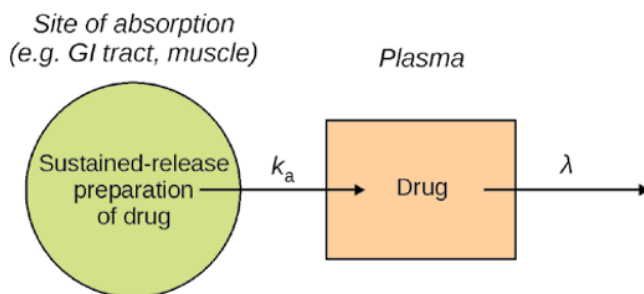 Site of absorption
(e.g. GI tract, muscle)
Plasma
Sustained-release
preparation
of drug
kₐ
Drug
λ